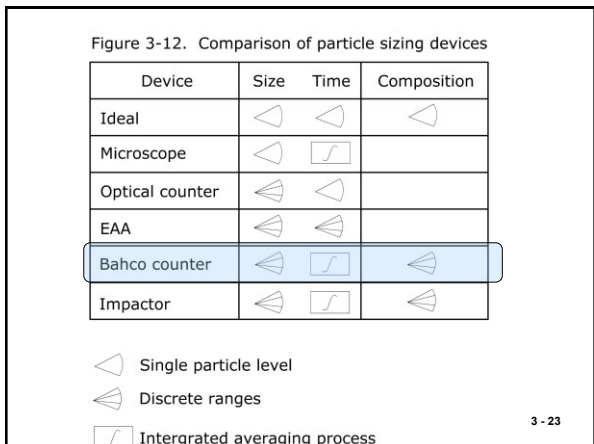 Figure 3-12. Comparison of particle sizing devices
Device Size Time Composition
Ideal
Microscope
Optical counter
EAA
Bahco counter
Impactor
Single particle level
Discrete ranges
3 - 23
Intergrated averaging process